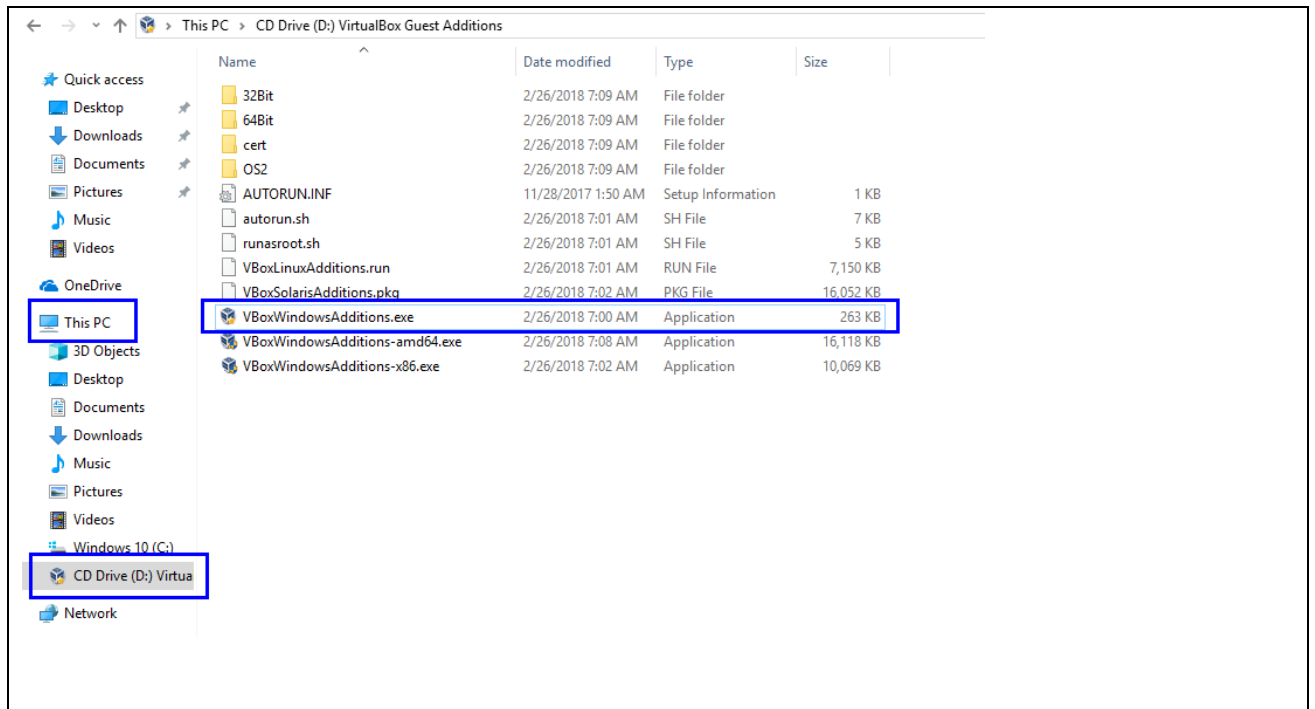 This PC > CD Drive (D:) VirtualBox Guest Additions
Quick access
Desktop
Downloads
Documents
Pictures
Music
Videos
OneDrive
This PC
3D Objects
Desktop
Documents
Downloads
Music
Pictures
Videos
Windows 10 (C:)
CD Drive (D:) Virtua
Network
Name Date modified Type Size
32Bit 2/26/2018 7:09 AM File folder
64Bit 2/26/2018 7:09 AM File folder
cert 2/26/2018 7:09 AM File folder
OS2 2/26/2018 7:09 AM File folder
AUTORUN.INF 11/28/2017 1:50 AM Setup Information 1 KB
autorun.sh 2/26/2018 7:01 AM SH File 7 KB
runasroot.sh 2/26/2018 7:01 AM SH File 5 KB
VBoxLinuxAdditions.run 2/26/2018 7:01 AM RUN File 7,150 KB
VBoxSolarisAdditions.pkg 2/26/2018 7:02 AM PKG File 16,052 KB
VBoxWindowsAdditions.exe 2/26/2018 7:00 AM Application 263 KB
VBoxWindowsAdditions-amd64.exe 2/26/2018 7:08 AM Application 16,118 KB
VBoxWindowsAdditions-x86.exe 2/26/2018 7:02 AM Application 10,069 KB